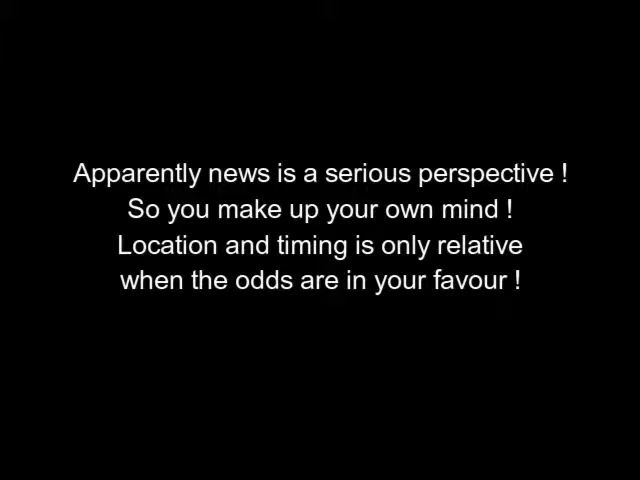 Apparently news is a serious perspective !
So you make up your own mind !
Location and timing is only relative
when the odds are in your favour !